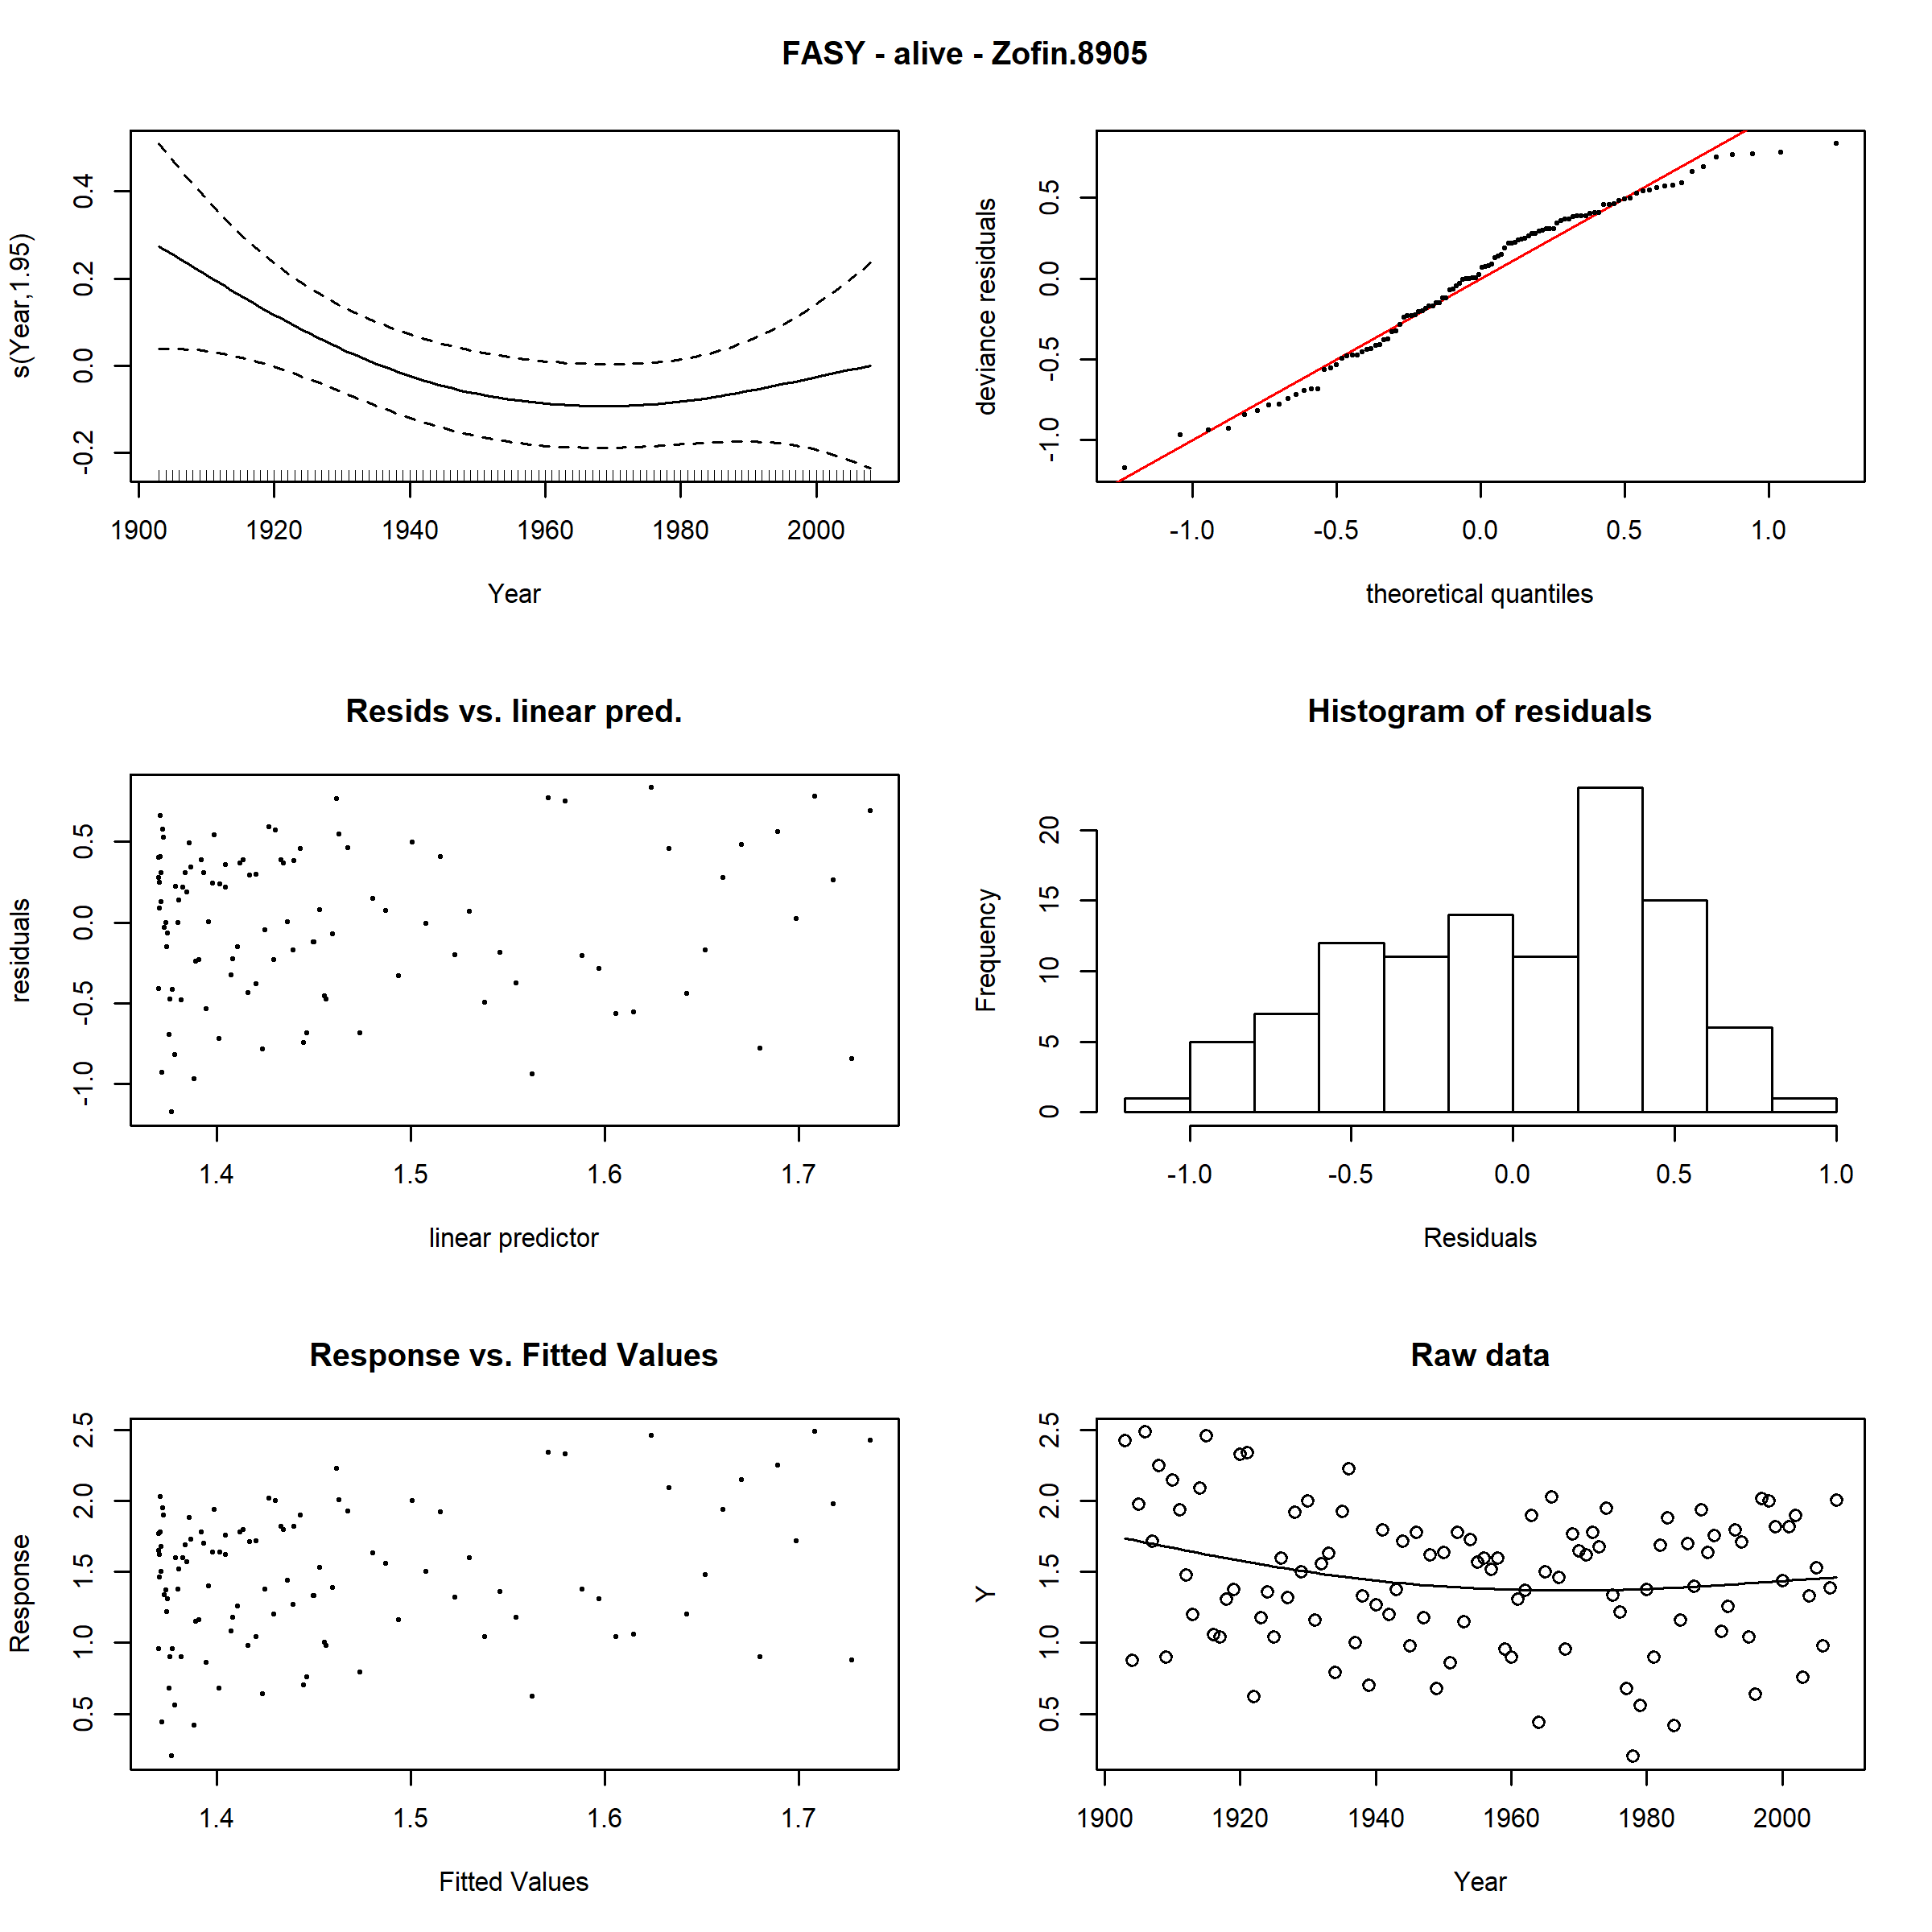 FASY - alive - Zofin.8905
s(Year,1.95)
-0.2 0.0 0.2 0.4
1900 1920 1940 1960 1980 2000
Year
deviance residuals
-1.0 -0.5 0.0 0.5
-1.0 -0.5 0.0 0.5 1.0
theoretical quantiles
Resids vs. linear pred.
residuals
-1.0 -0.5 0.0 0.5
1.4 1.5 1.6 1.7
linear predictor
Histogram of residuals
Frequency
0 5 10 15 20
-1.0 -0.5 0.0 0.5 1.0
Residuals
Response vs. Fitted Values
Response
0.5 1.0 1.5 2.0 2.5
1.4 1.5 1.6 1.7
Fitted Values
Raw data
Y
0.5 1.0 1.5 2.0 2.5
1900 1920 1940 1960 1980 2000
Year